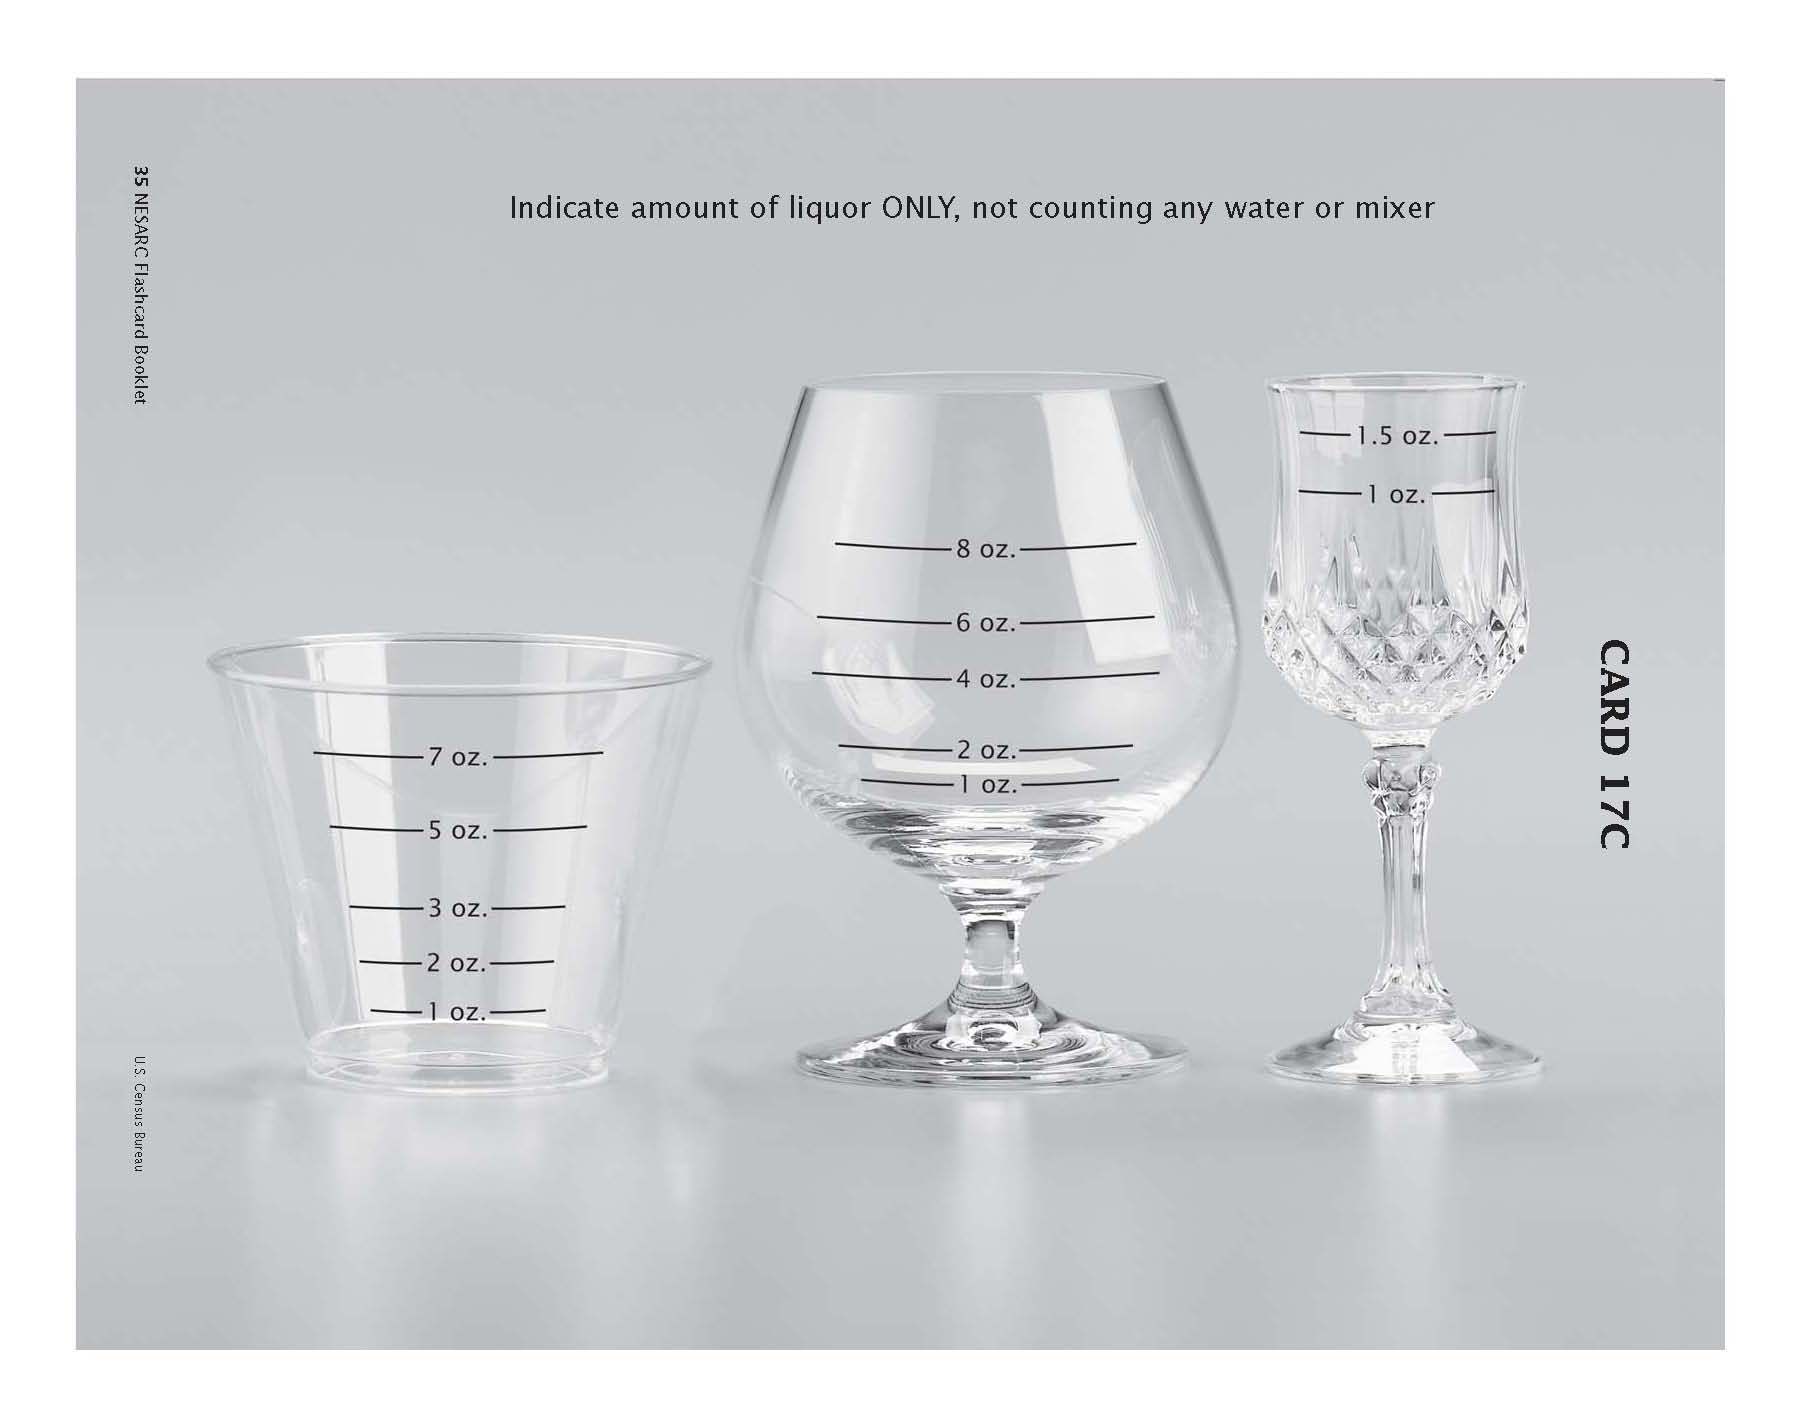 Indicate amount of liquor ONLY, not counting any water or mixer
7 oz.
5 oz.
3 oz.
2 oz.
1 oz.
8 oz.
6 oz.
4 oz.
2 oz.
1 oz.
1.5 oz.
1 oz.
CARD 17C
35 NESARC Flashcard Booklet
U.S. Census Bureau